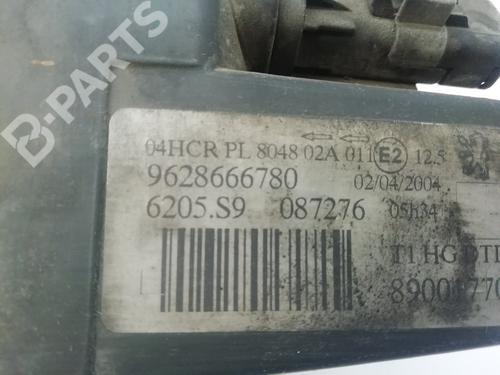 B-PARTS
04HCR PL 8048 02A 011 E2 12.5
9628666780 02/04/2004
6205.S9 087276 05h34
T1 HG DTI
B-PARTS